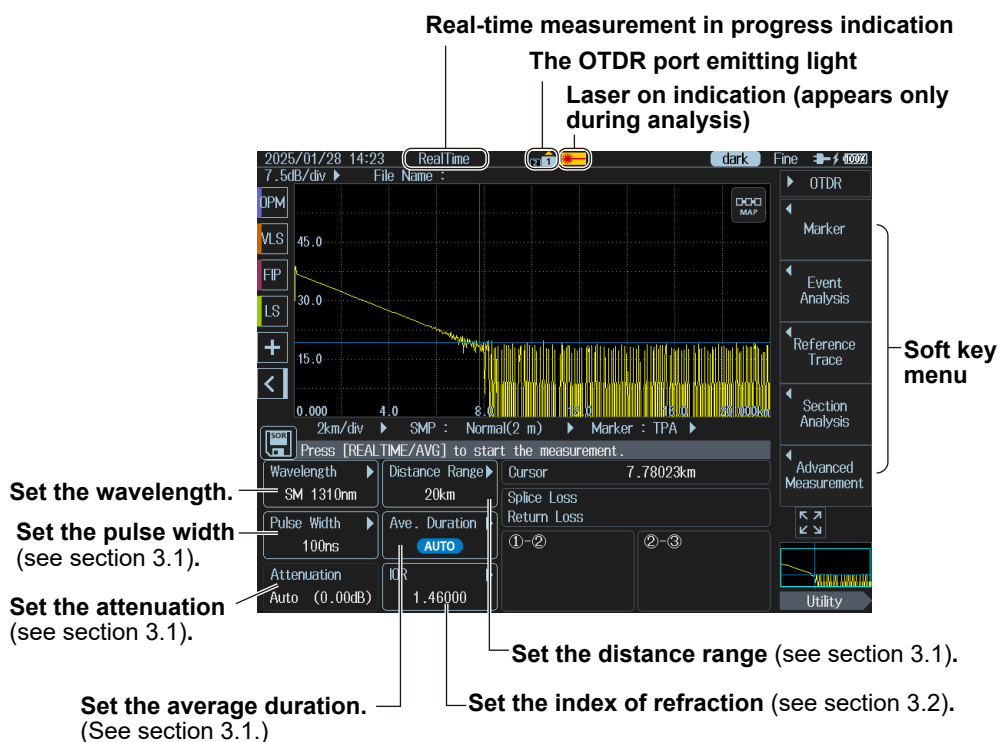 Real-time measurement in progress indication
The OTDR port emitting light
Laser on indication (appears only
during analysis)
2025/01/28 14:23 RealTime 2 1 dark Fine 100%
7.5dB/div File Name :
OTDR
OPM
MAP
Marker
VLS
45.0
FIP
Event
Analysis
30.0
LS
Reference
Trace
15.0
Soft key
menu
Section
Analysis
0.000 4.0 8.0 12.0 16.0 20.000km
2km/div SMP : Normal(2 m) Marker : TPA
SOR
Press [REALTIME/AVG] to start the measurement.
Advanced
Measurement
Wavelength
SM 1310nm
Distance Range
20km
Cursor 7.78023km
Set the wavelength.
Splice Loss
Return Loss
Pulse Width
100ns
Ave. Duration
AUTO
①-② ②-③
Set the pulse width
(see section 3.1).
Attenuation
Auto (0.00dB)
IOR
1.46000
Utility
Set the attenuation
(see section 3.1).
Set the distance range (see section 3.1).
Set the average duration.
(See section 3.1.)
Set the index of refraction (see section 3.2).